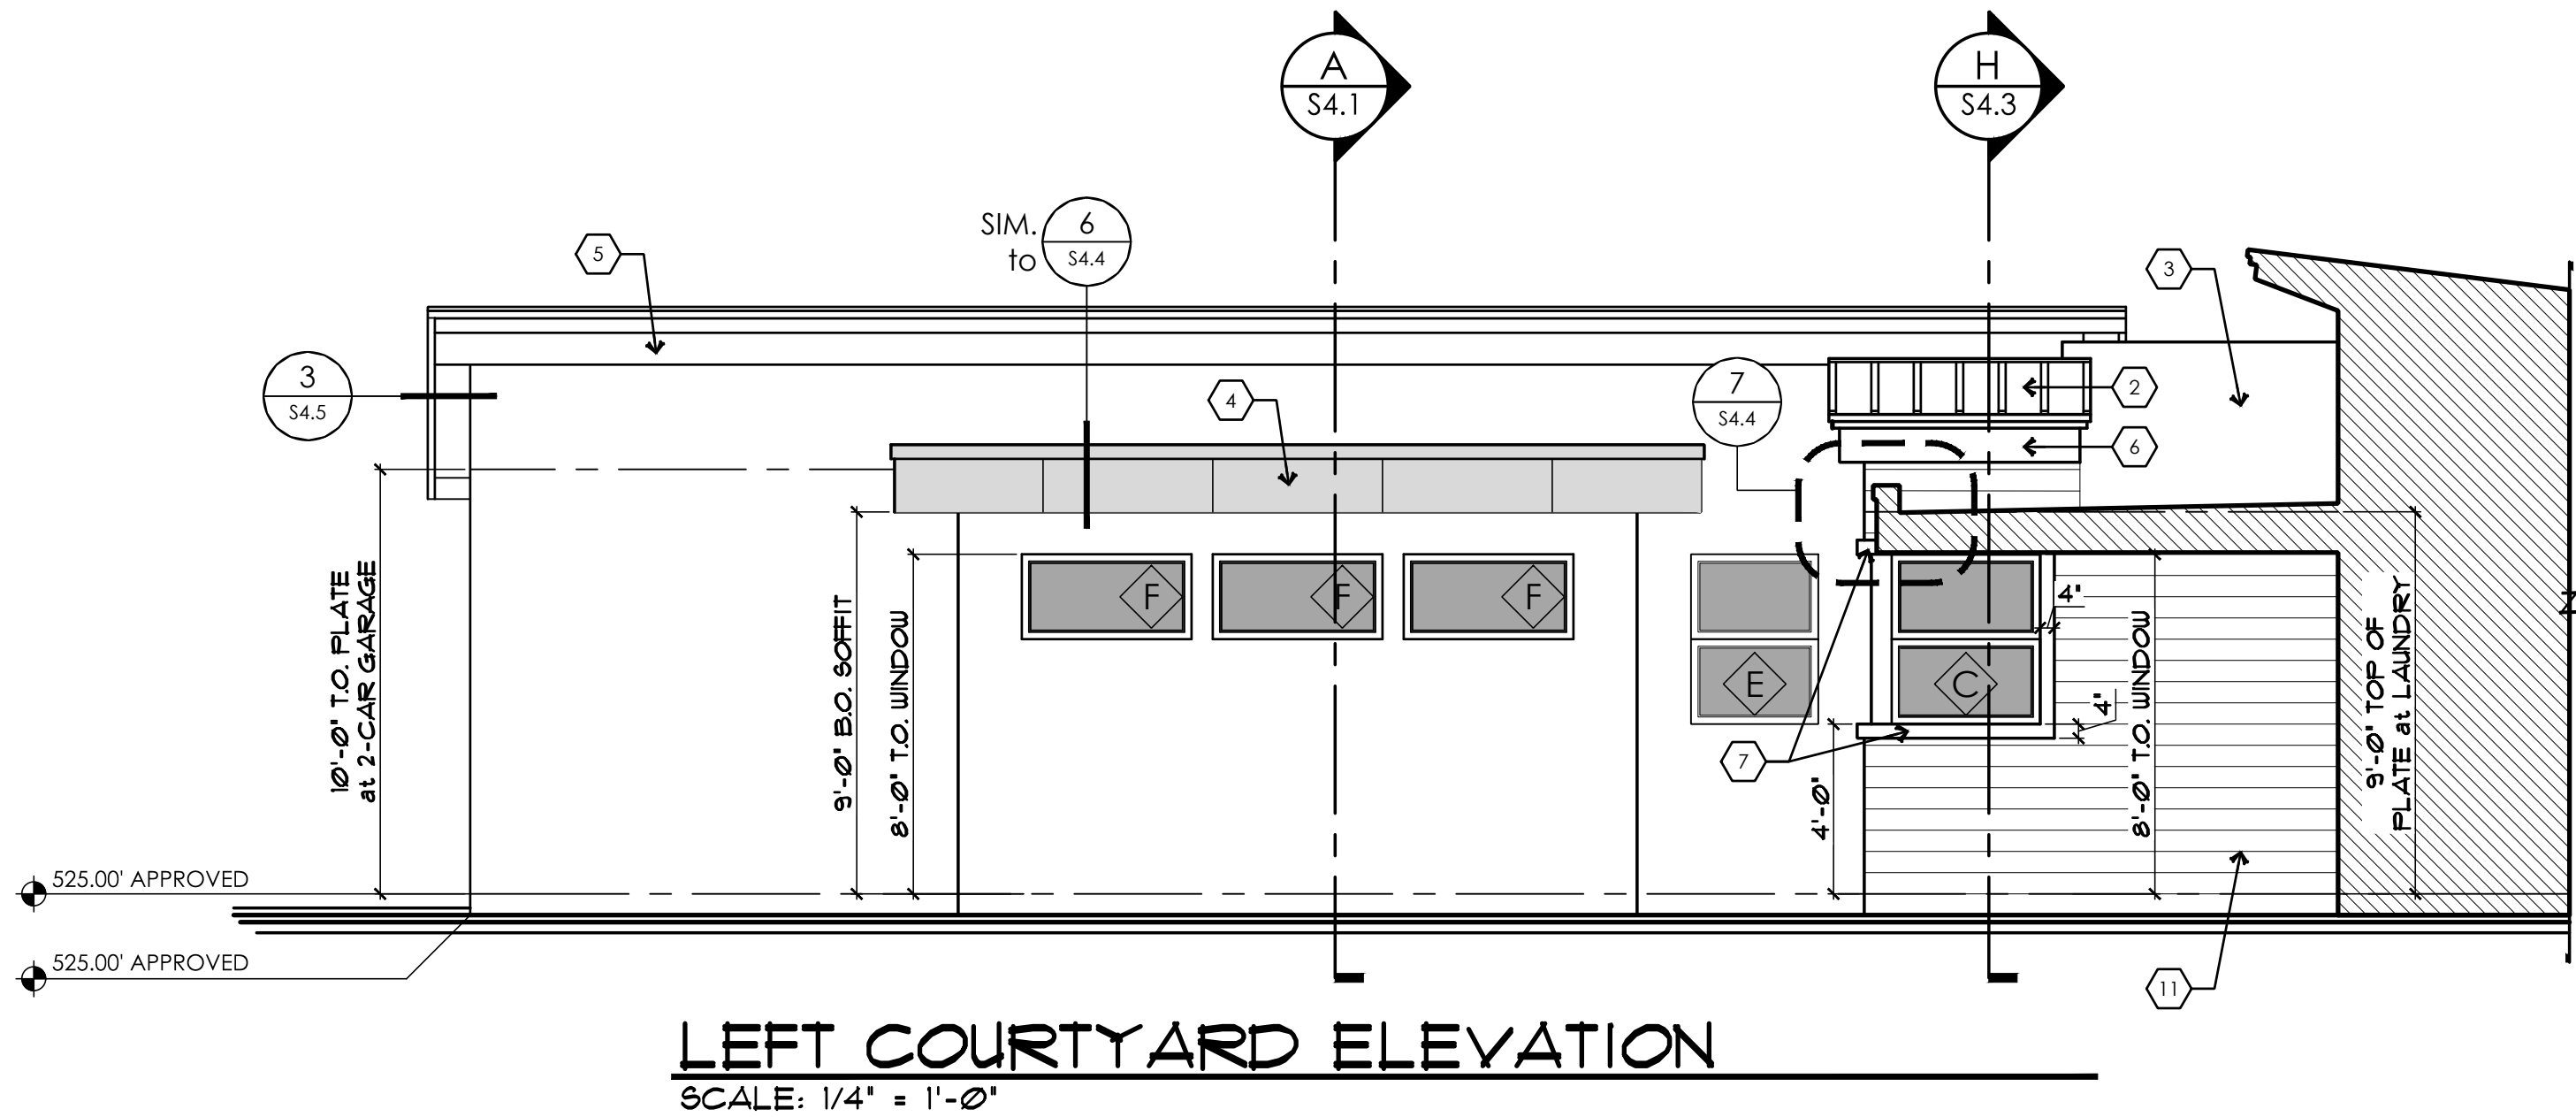 A
S4.1
H
S4.3
SIM.
to
6
S4.4
5
3
3
S4.5
4
7
S4.4
2
6
10'-0" T.O. PLATE
at 2-CAR GARAGE
9'-0" B.O. SOFFIT
8'-0" T.O. WINDOW
F
F
F
E
C
4"
4"
7
4'-0"
8'-0" T.O. WINDOW
9'-0" TOP OF
PLATE at LAUNDRY
525.00' APPROVED
525.00' APPROVED
11
LEFT COURTYARD ELEVATION
SCALE: 1/4" = 1'-0"